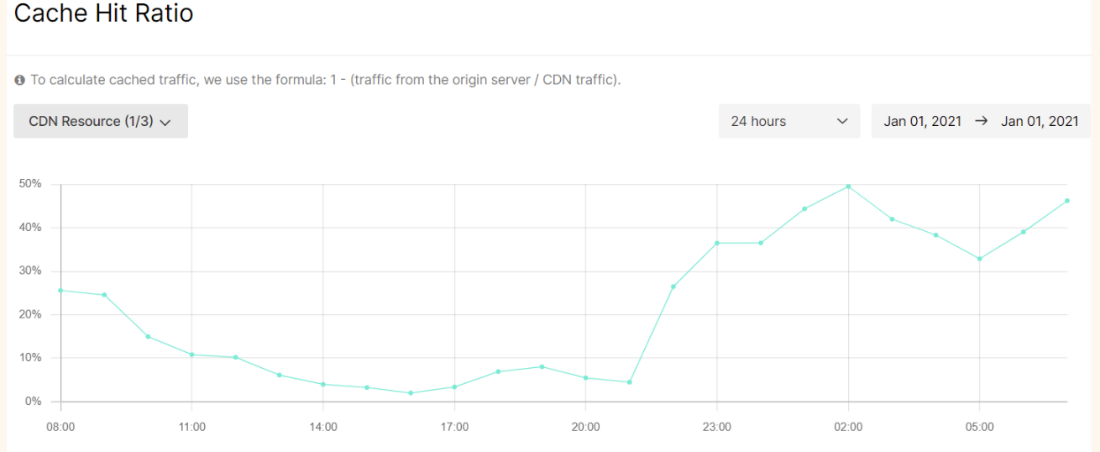 Cache Hit Ratio
To calculate cached traffic, we use the formula: 1 - (traffic from the origin server / CDN traffic).
CDN Resource (1/3)
24 hours
Jan 01, 2021 → Jan 01, 2021
50%
40%
30%
20%
10%
0%
08:00 11:00 14:00 17:00 20:00 23:00 02:00 05:00